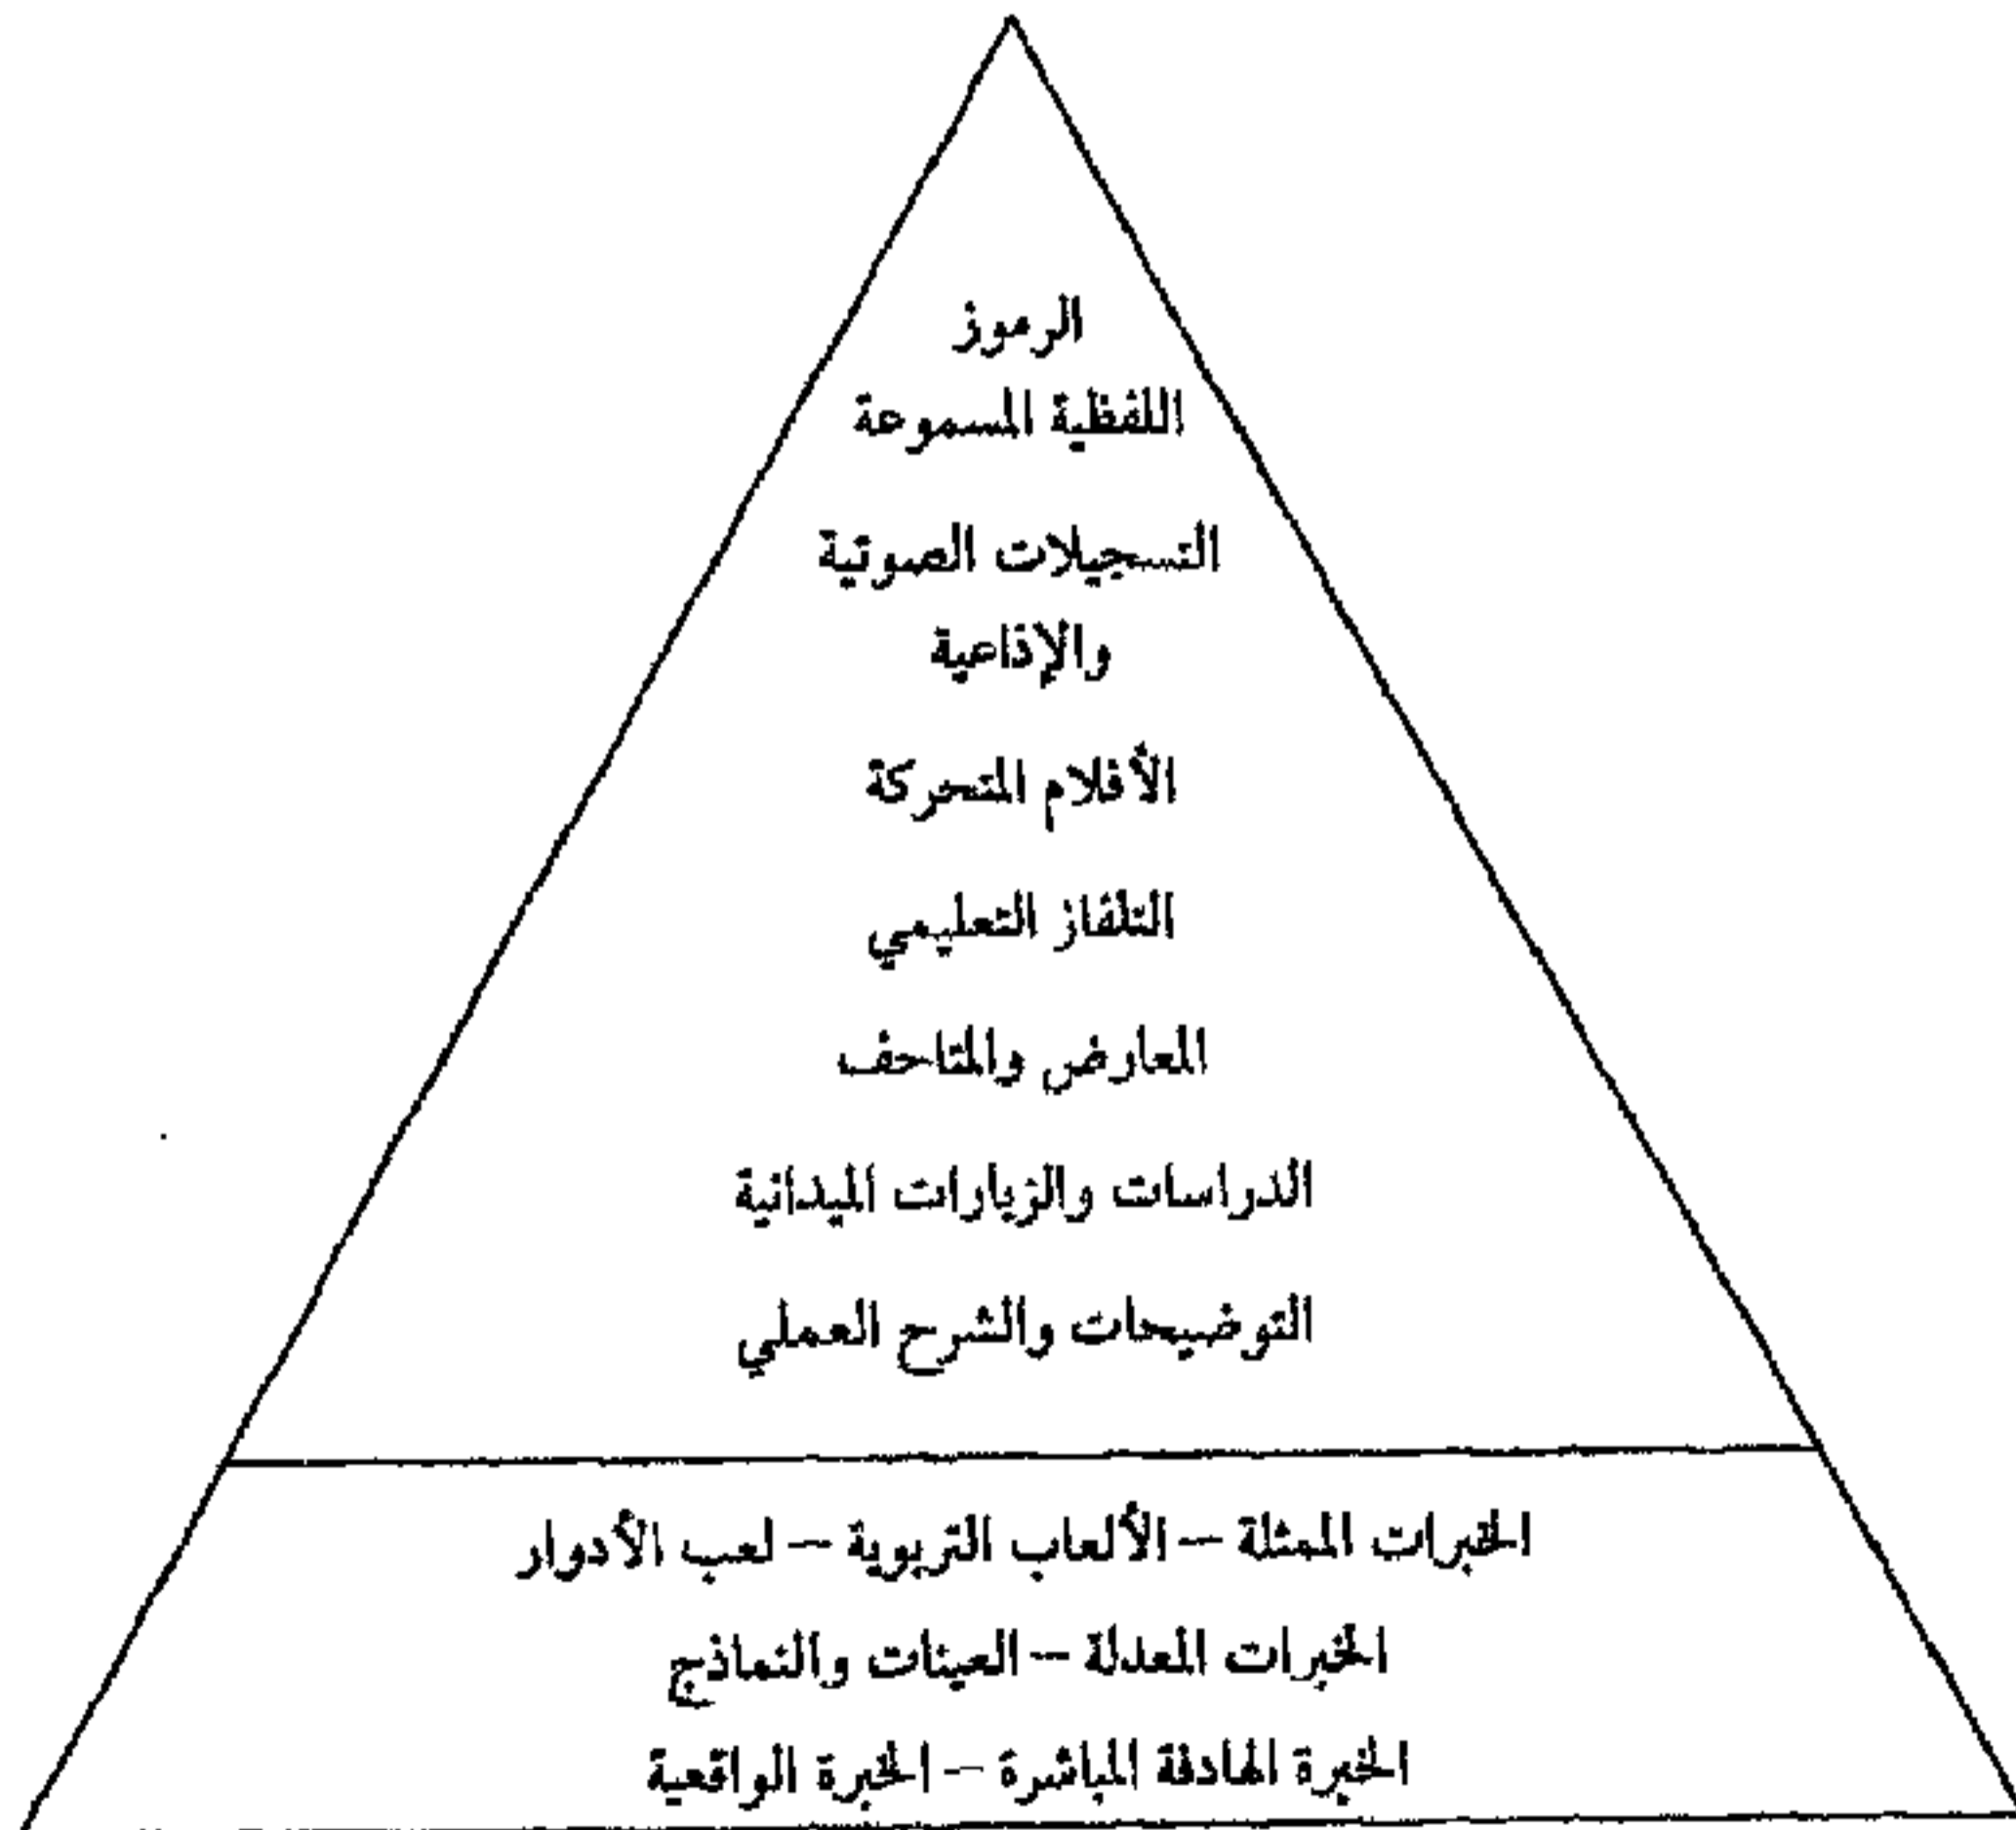 الرموز
اللفظية المسموعة
التسجيلات الصوتية
والإذاعية
الأفلام المتحركة
التلفاز التعليمي
المعارض والمتاحف
الدراسات والزيارات الميدانية
التوضيحات والشرح العملي
الخبرات الممثلة – الألعاب التربوية – لعب الأدوار
الخبرات المعدلة – العينات والنماذج
الخبرة الهادفة المباشرة – الخبرة الواقعية